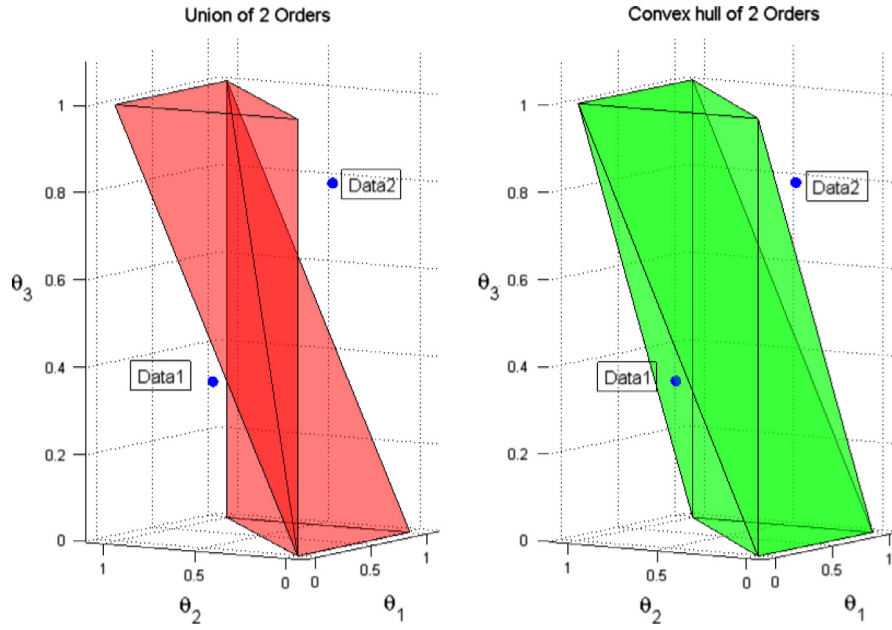 Union of 2 Orders
1
0.8
0.6
0.4
0.2
0
θ3
Data2
Data1
1
0.5
0
θ2
0
0.5
1
θ1
Convex hull of 2 Orders
1
0.8
0.6
0.4
0.2
0
θ3
Data2
Data1
1
0.5
0
θ2
0
0.5
1
θ1